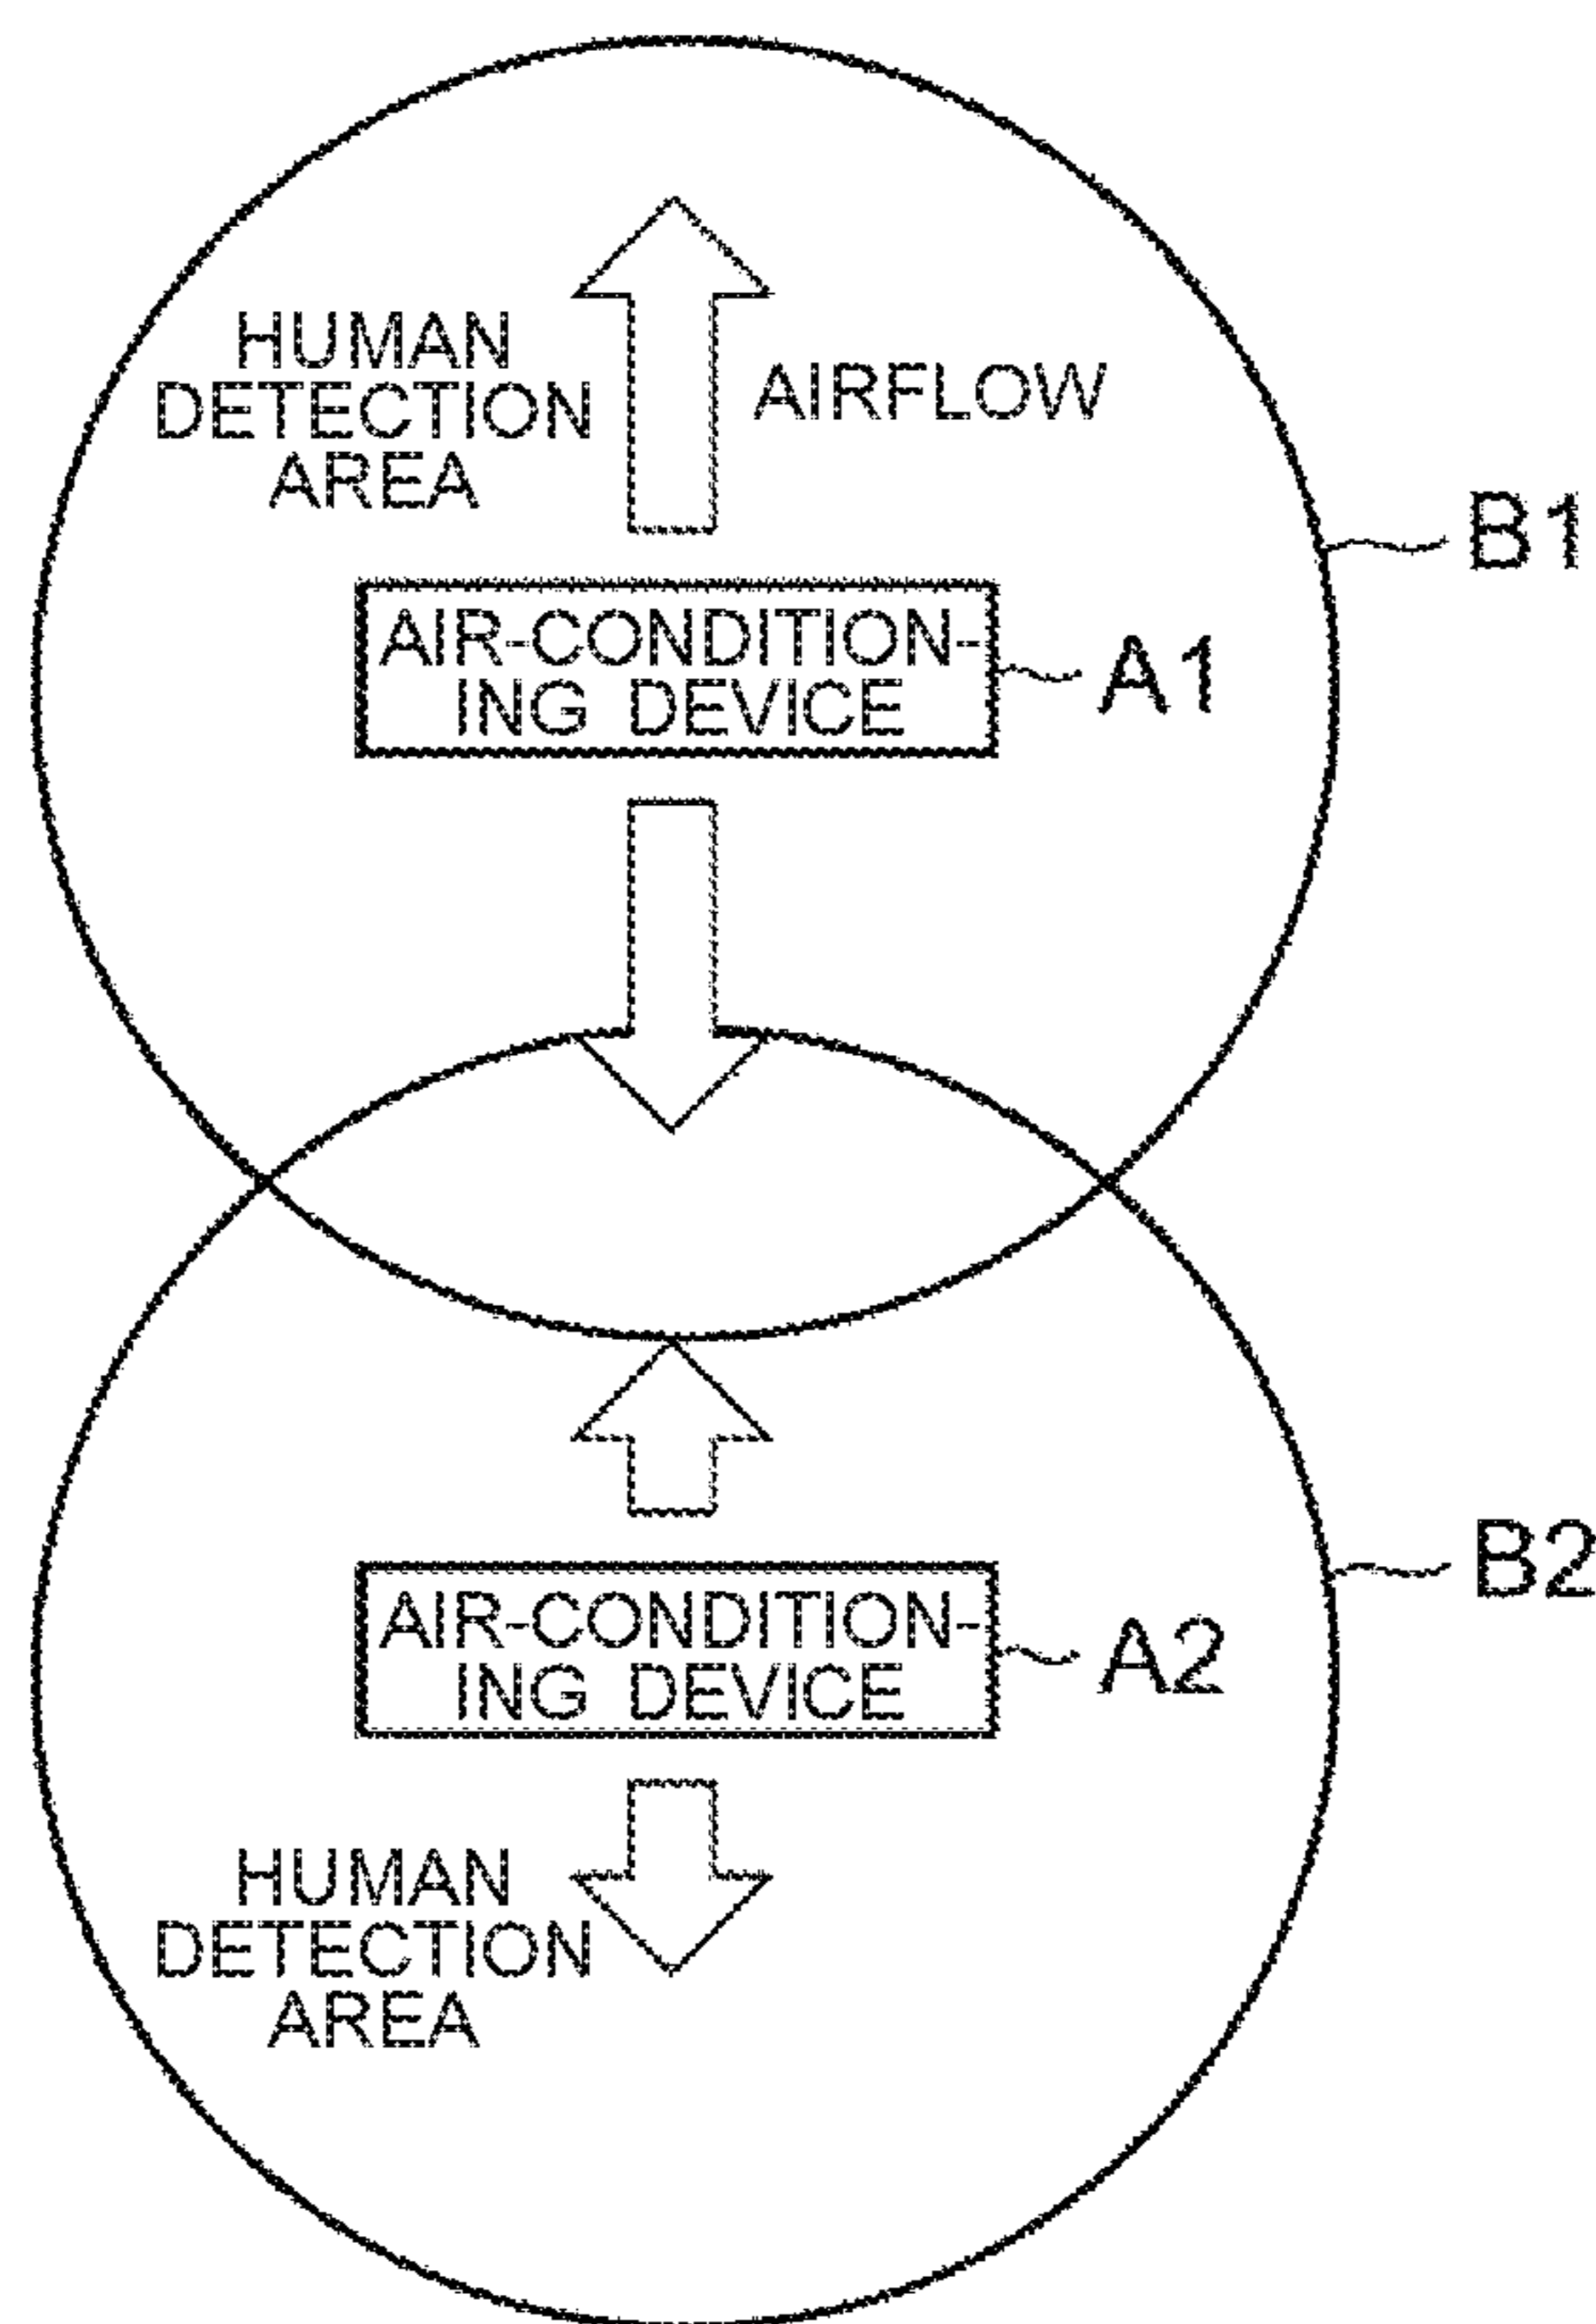 HUMAN
DETECTION
AREA
AIRFLOW
B1
AIR-CONDITION-
ING DEVICE
A1
B2
AIR-CONDITION-
ING DEVICE
A2
HUMAN
DETECTION
AREA